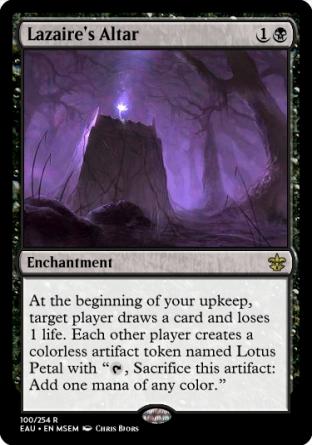 Lazaire's Altar 1
Enchantment
At the beginning of your upkeep,
target player draws a card and loses
1 life. Each other player creates a
colorless artifact token named Lotus
Petal with “, Sacrifice this artifact:
Add one mana of any color.”
100/254 R
EAU • EN MSEM Chris Bjors